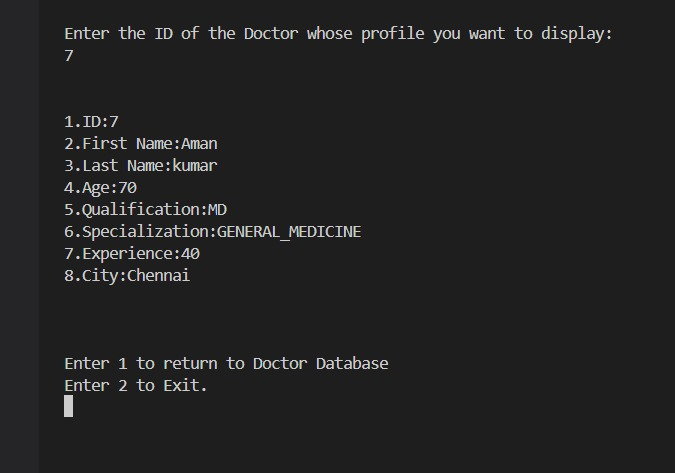 Enter the ID of the Doctor whose profile you want to display:
7
1.ID:7
2.First Name:Aman
3.Last Name:kumar
4.Age:70
5.Qualification:MD
6.Specialization:GENERAL_MEDICINE
7.Experience:40
8.City:Chennai
Enter 1 to return to Doctor Database
Enter 2 to Exit.